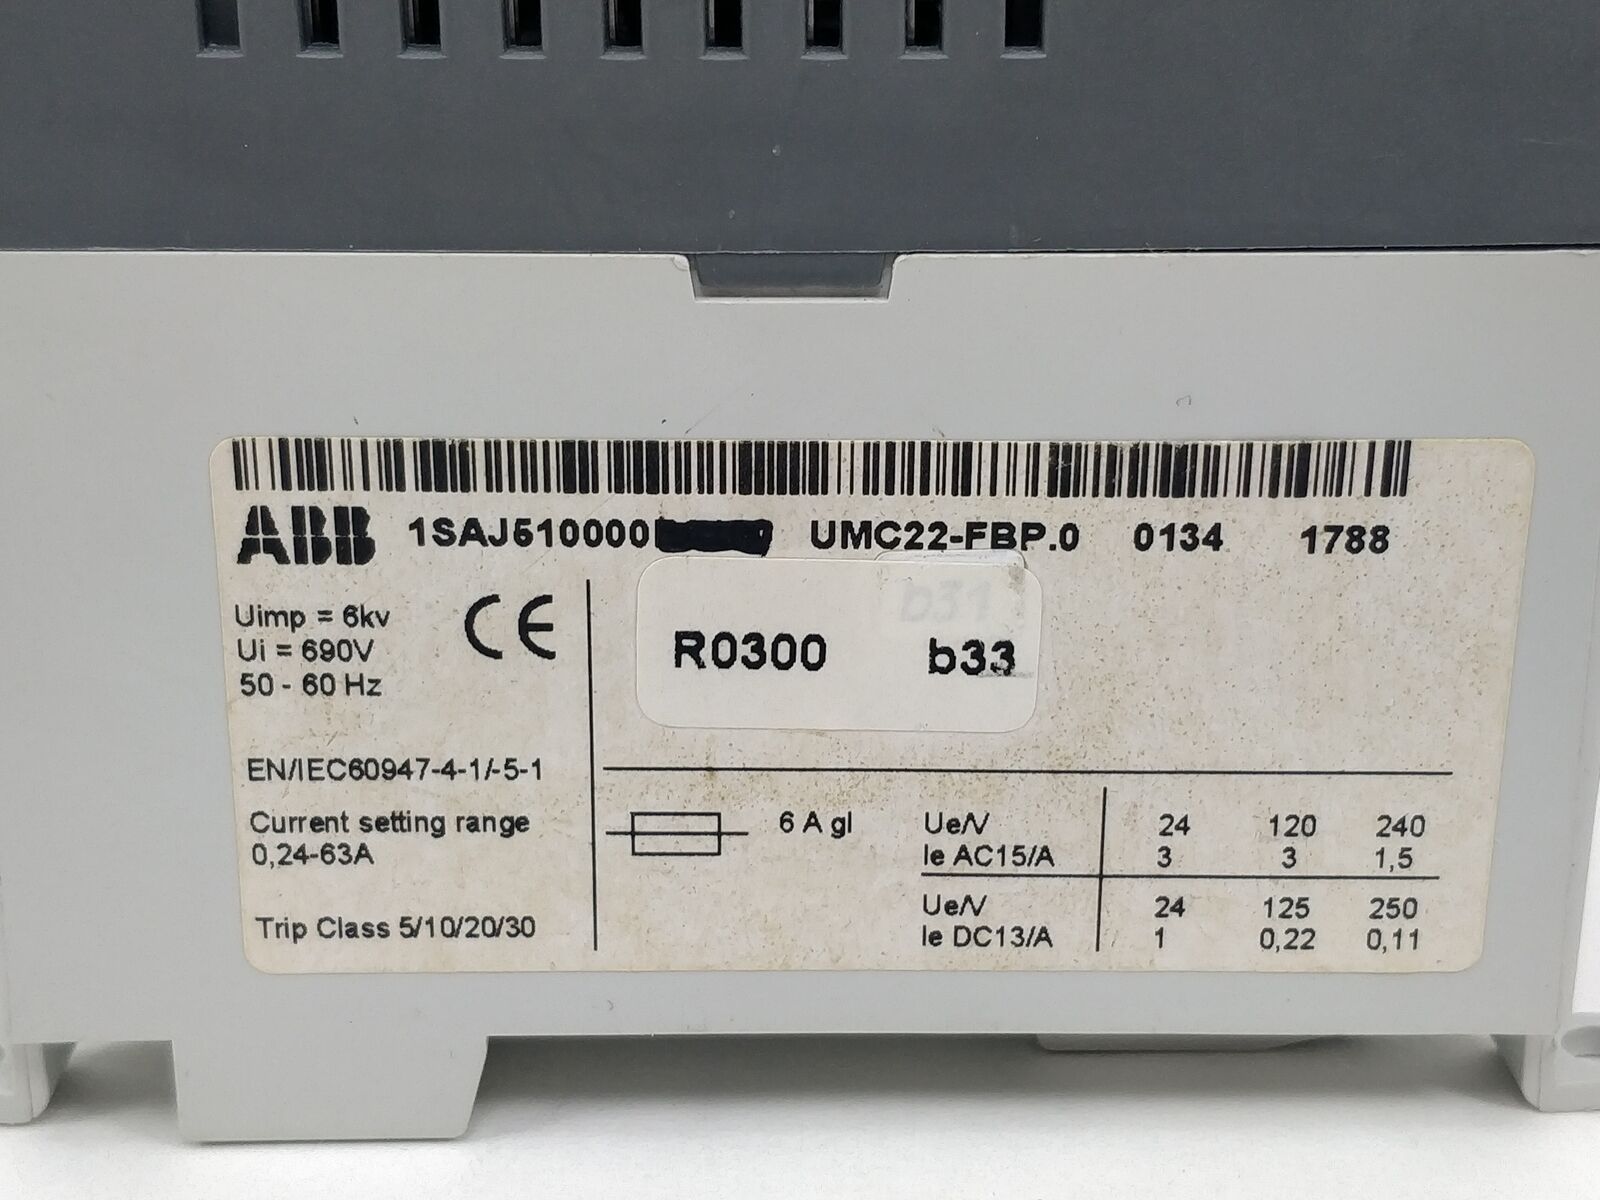 ABB 1SAJ510000 UMC22-FBP.0 0134 1788
b31
R0300 b33
Uimp = 6kv
Ui = 690V
50 - 60 Hz
CE
EN/IEC60947-4-1/-5-1
Current setting range
0,24-63A
Trip Class 5/10/20/30
6 A gl
Ue/V 24 120 240
Ie AC15/A 3 3 1,5
Ue/V 24 125 250
Ie DC13/A 1 0,22 0,11